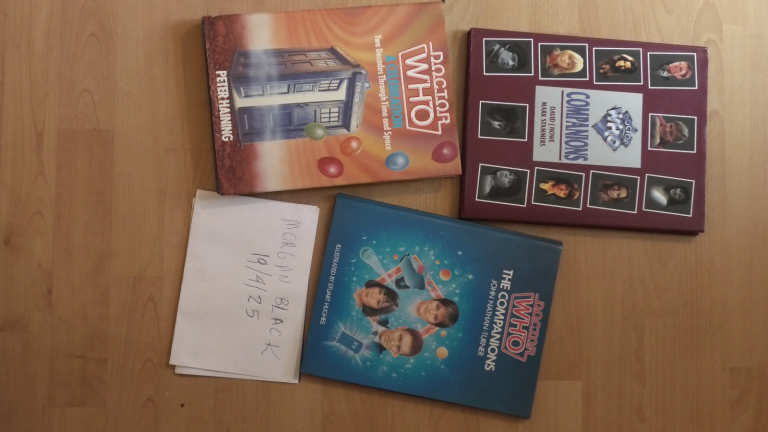 DOCTOR
WHO
A CELEBRATION
Two Decades Through Time and Space
PETER HAINING
DOCTOR
WHO
COMPANIONS
DAVID J HOWE
MARK STAMMERS
DOCTOR
WHO
THE COMPANIONS
JOHN NATHAN-TURNER
ILLUSTRATED BY STUART HUGHES
MORGAN BLACK
19/4/25